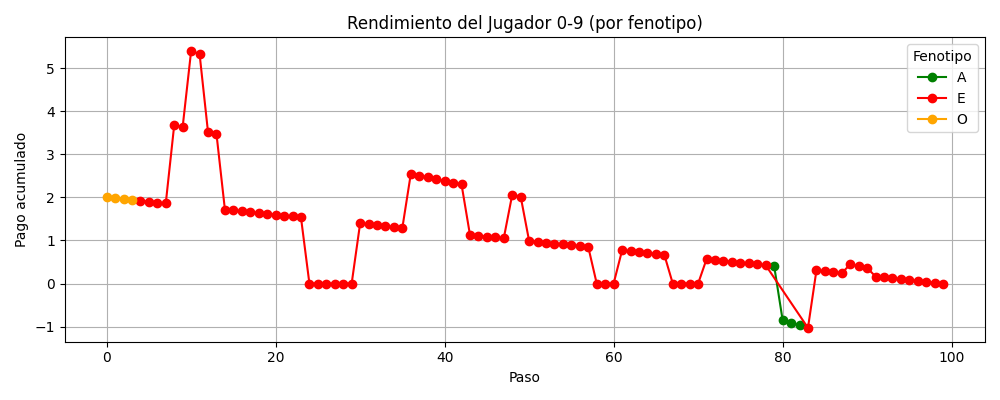 Rendimiento del Jugador 0-9 (por fenotipo)
Pago acumulado
5
4
3
2
1
0
−1
Fenotipo
A
E
O
0
20
40
60
80
100
Paso